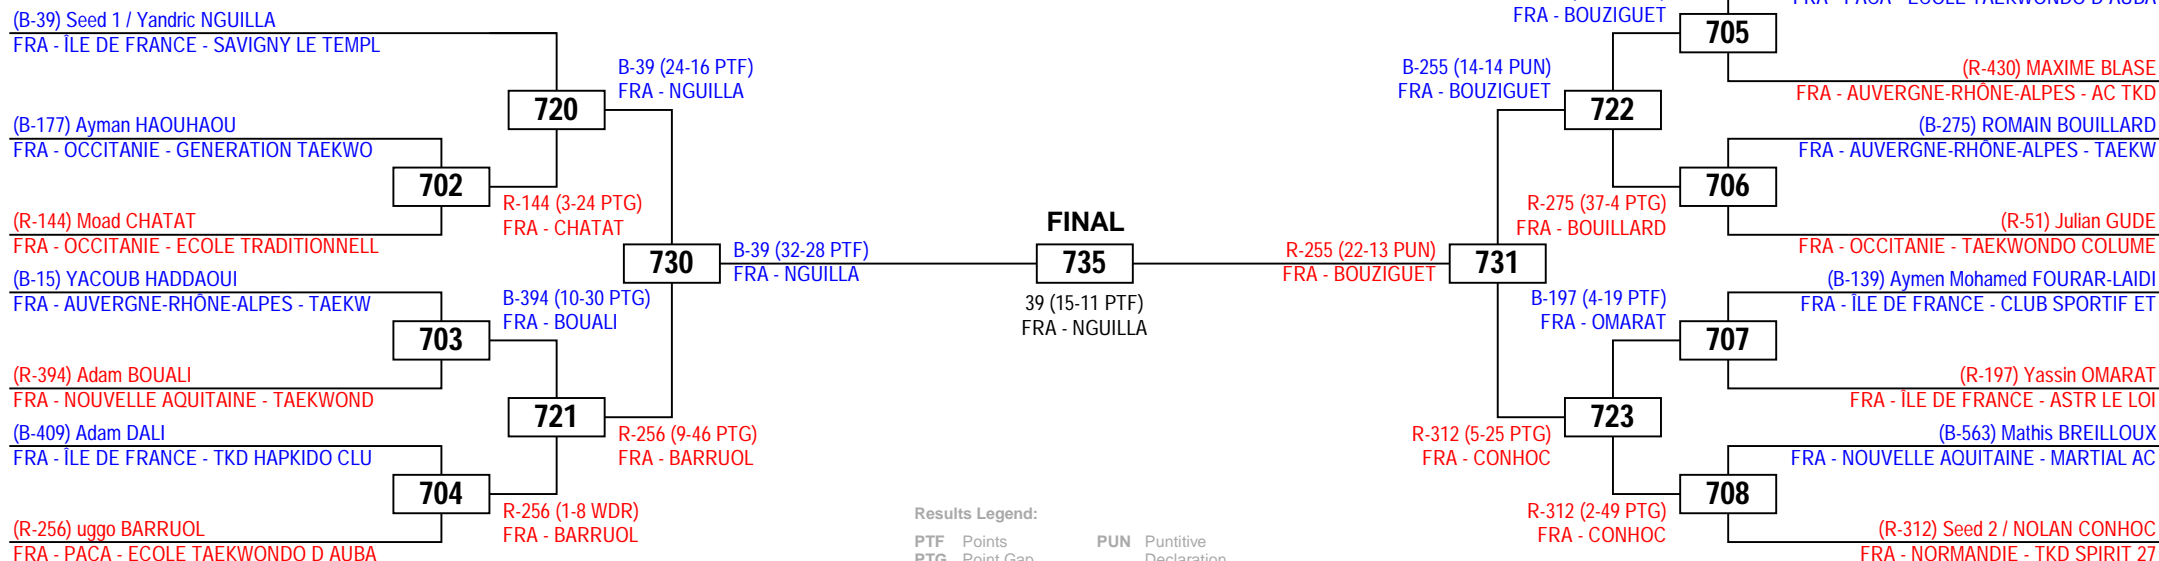 (B-39) Seed 1 / Yandric NGUILLA
FRA - ÎLE DE FRANCE - SAVIGNY LE TEMPL
(B-177) Ayman HAOUHAOU
FRA - OCCITANIE - GENERATION TAEKWO
(R-144) Moad CHATAT
FRA - OCCITANIE - ECOLE TRADITIONNELL
(B-15) YACOUB HADDAOUI
FRA - AUVERGNE-RHÔNE-ALPES - TAEKW
(R-394) Adam BOUALI
FRA - NOUVELLE AQUITAINE - TAEKWOND
(B-409) Adam DALI
FRA - ÎLE DE FRANCE - TKD HAPKIDO CLU
(R-256) uggo BARRUOL
FRA - PACA - ECOLE TAEKWONDO D AUBA
702
703
704
R-144 (3-24 PTG)
FRA - CHATAT
B-394 (10-30 PTG)
FRA - BOUALI
R-256 (1-8 WDR)
FRA - BARRUOL
720
721
B-39 (24-16 PTF)
FRA - NGUILLA
R-256 (9-46 PTG)
FRA - BARRUOL
730
B-39 (32-28 PTF)
FRA - NGUILLA
FINAL
735
39 (15-11 PTF)
FRA - NGUILLA
R-255 (22-13 PUN)
FRA - BOUZIGUET
731
B-255 (14-14 PUN)
FRA - BOUZIGUET
R-312 (5-25 PTG)
FRA - CONHOC
722
723
FRA - BOUZIGUET
R-275 (37-4 PTG)
FRA - BOUILLARD
B-197 (4-19 PTF)
FRA - OMARAT
R-312 (2-49 PTG)
FRA - CONHOC
705
706
707
708
FRA - PACA - ECOLE TAEKWONDO D AUBA
(R-430) MAXIME BLASE
FRA - AUVERGNE-RHÔNE-ALPES - AC TKD
(B-275) ROMAIN BOUILLARD
FRA - AUVERGNE-RHÔNE-ALPES - TAEKW
(R-51) Julian GUDE
FRA - OCCITANIE - TAEKWONDO COLUME
(B-139) Aymen Mohamed FOURAR-LAIDI
FRA - ÎLE DE FRANCE - CLUB SPORTIF ET
(R-197) Yassin OMARAT
FRA - ÎLE DE FRANCE - ASTR LE LOI
(B-563) Mathis BREILLOUX
FRA - NOUVELLE AQUITAINE - MARTIAL AC
(R-312) Seed 2 / NOLAN CONHOC
FRA - NORMANDIE - TKD SPIRIT 27
Results Legend:
PTF Points PUN Puntitive
PTG Point Gap Declaration